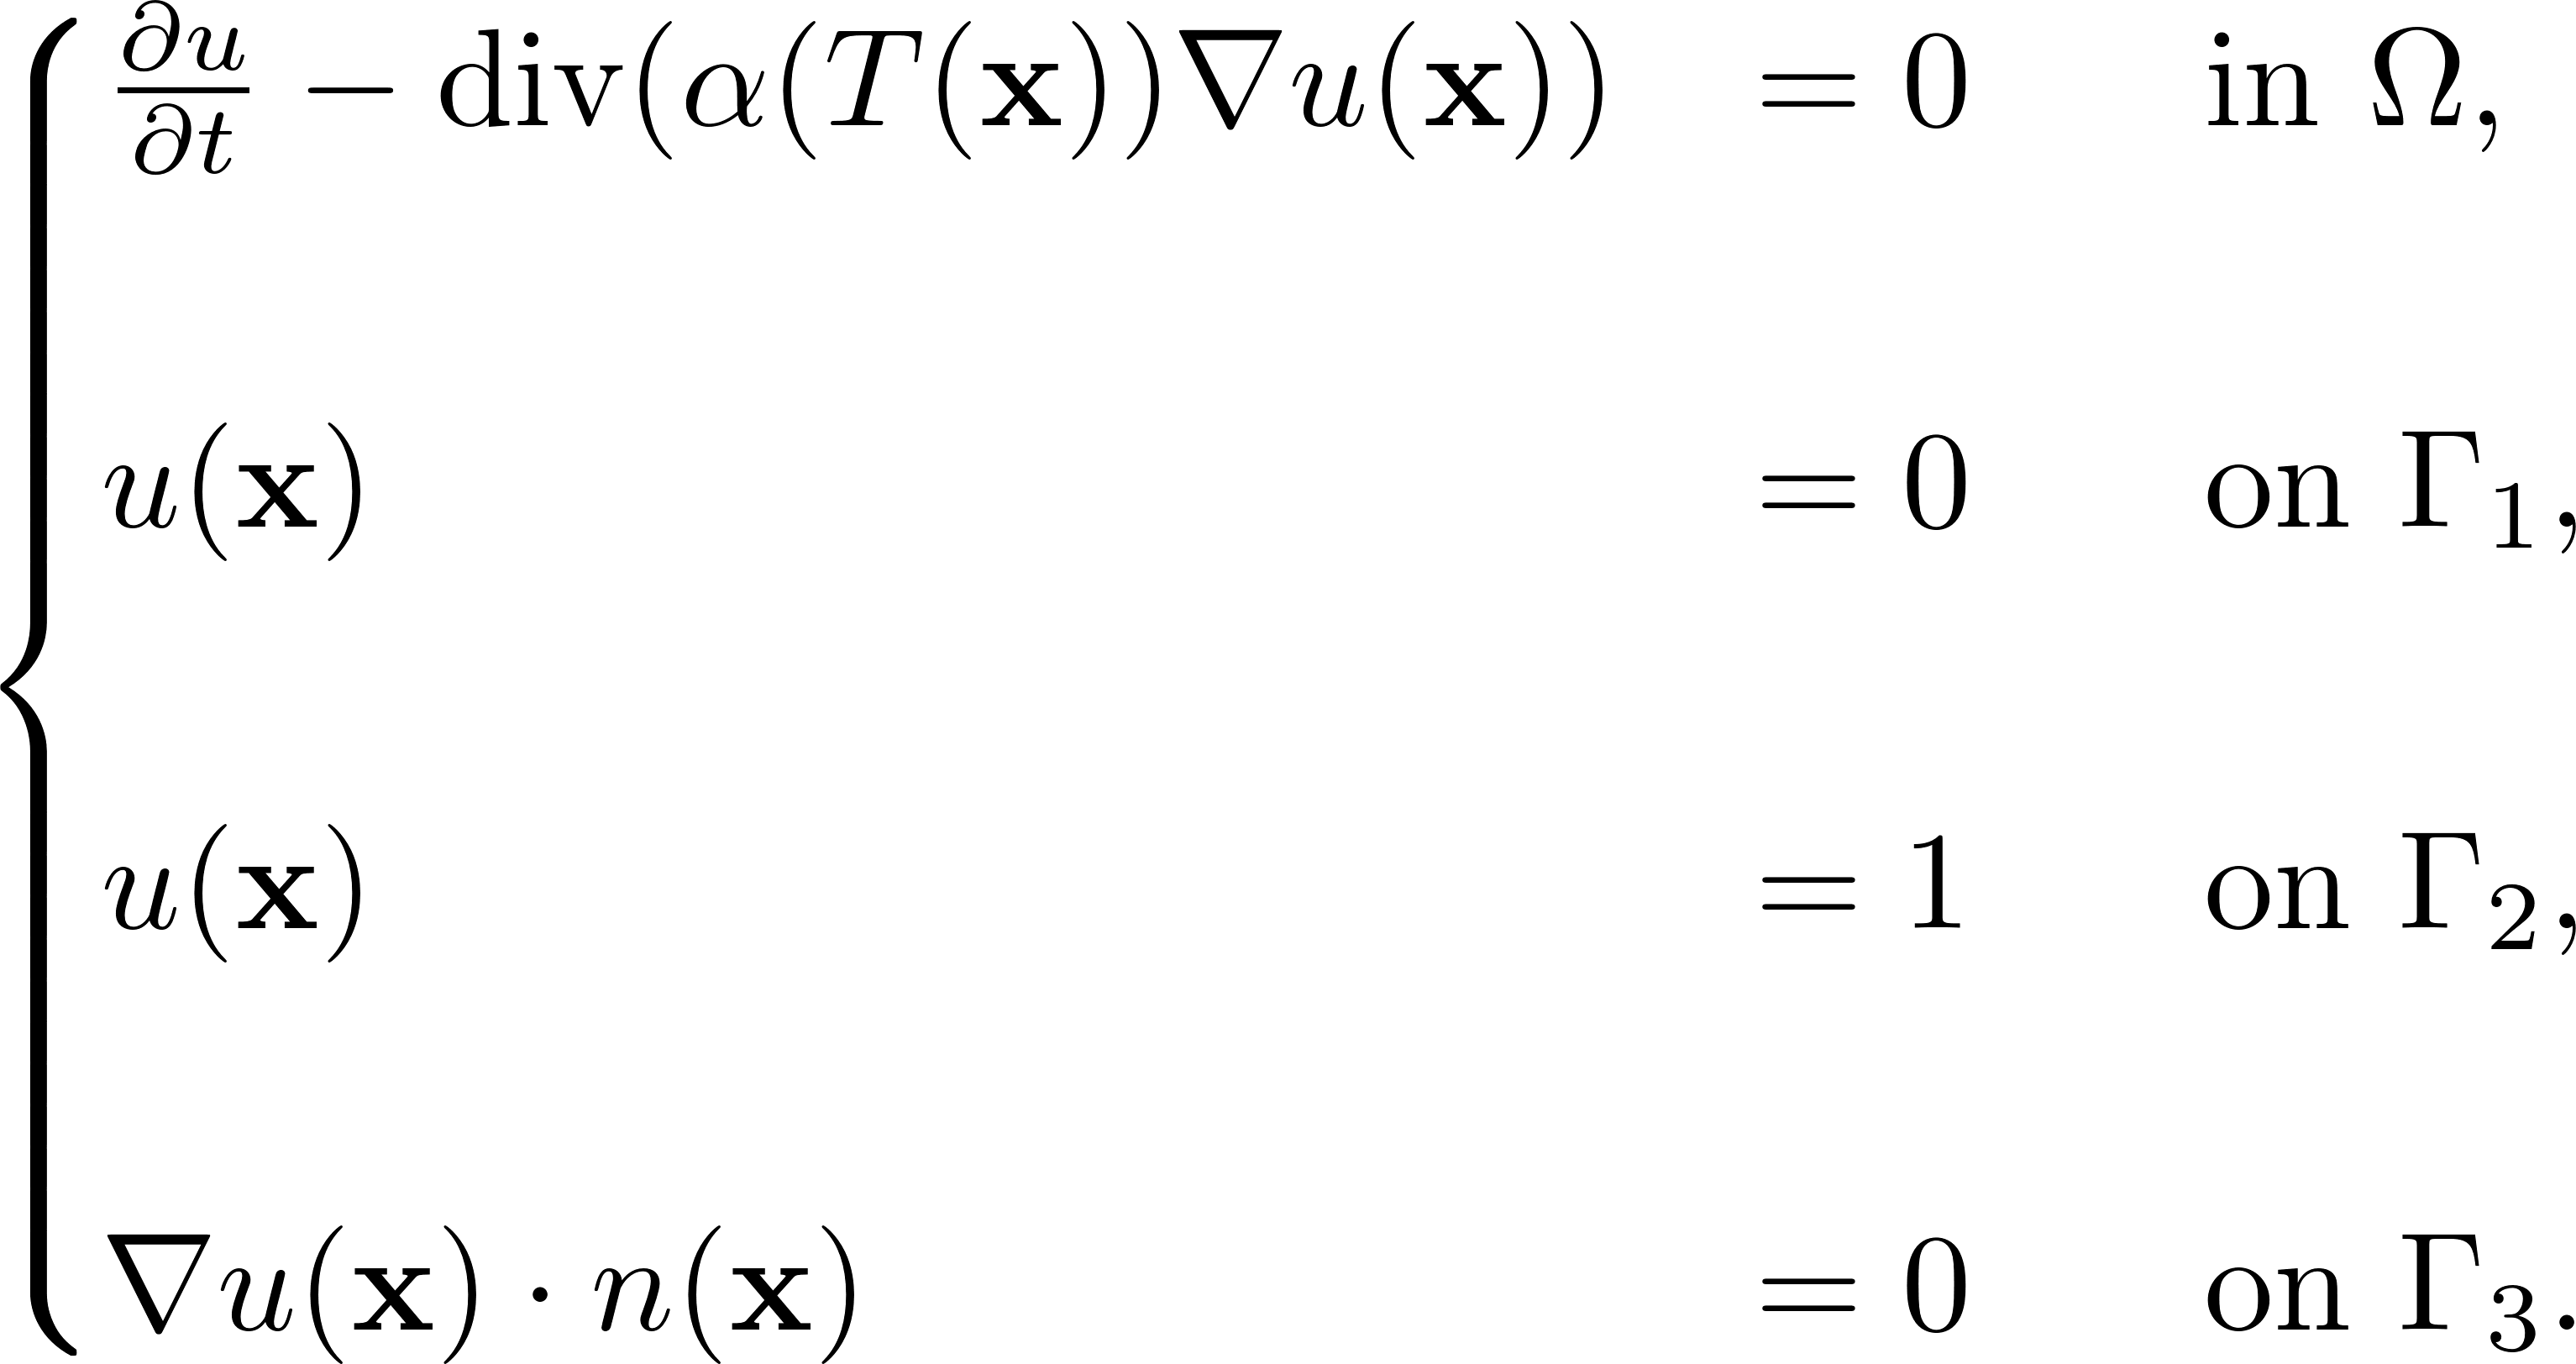 ∂u/∂t − div(α(T(𝐱))∇u(𝐱)) = 0 in Ω,
u(𝐱) = 0 on Γ₁,
u(𝐱) = 1 on Γ₂,
∇u(𝐱) · n(𝐱) = 0 on Γ₃.